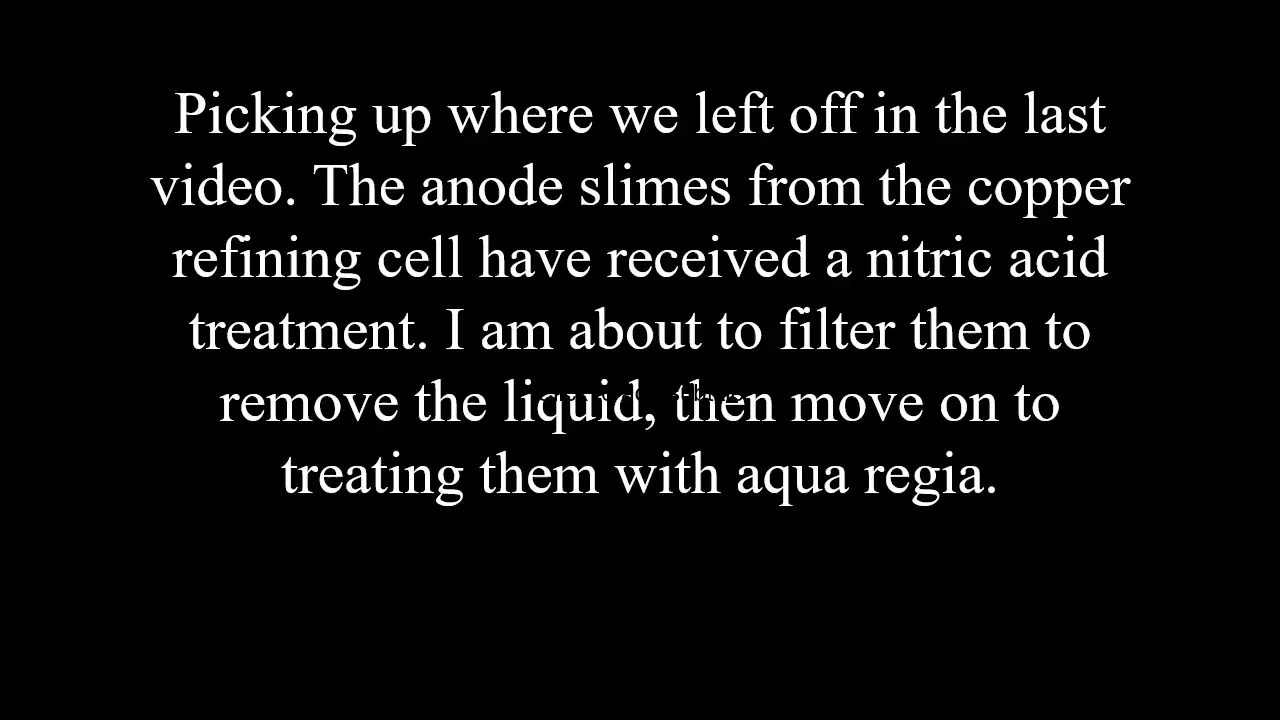 Picking up where we left off in the last
video. The anode slimes from the copper
refining cell have received a nitric acid
treatment. I am about to filter them to
remove the liquid, then move on to
treating them with aqua regia.